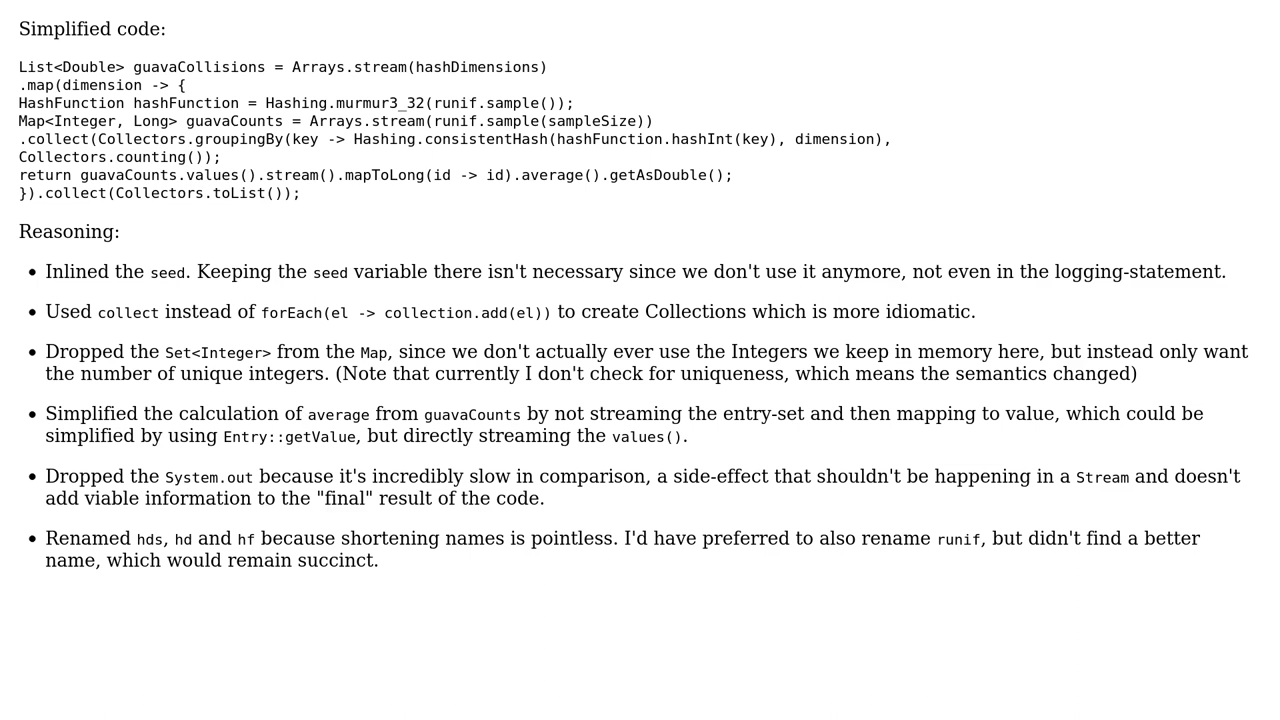 Simplified code:
List<Double> guavaCollisions = Arrays.stream(hashDimensions)
.map(dimension -> {
HashFunction hashFunction = Hashing.murmur3_32(runif.sample());
Map<Integer, Long> guavaCounts = Arrays.stream(runif.sample(sampleSize))
.collect(Collectors.groupingBy(key -> Hashing.consistentHash(hashFunction.hashInt(key), dimension),
Collectors.counting());
return guavaCounts.values().stream().mapToLong(id -> id).average().getAsDouble();
}).collect(Collectors.toList());
Reasoning:
• Inlined the seed. Keeping the seed variable there isn't necessary since we don't use it anymore, not even in the logging-statement.
• Used collect instead of forEach(el -> collection.add(el)) to create Collections which is more idiomatic.
• Dropped the Set<Integer> from the Map, since we don't actually ever use the Integers we keep in memory here, but instead only want
the number of unique integers. (Note that currently I don't check for uniqueness, which means the semantics changed)
• Simplified the calculation of average from guavaCounts by not streaming the entry-set and then mapping to value, which could be
simplified by using Entry::getValue, but directly streaming the values().
• Dropped the System.out because it's incredibly slow in comparison, a side-effect that shouldn't be happening in a Stream and doesn't
add viable information to the "final" result of the code.
• Renamed hds, hd and hf because shortening names is pointless. I'd have preferred to also rename runif, but didn't find a better
name, which would remain succinct.